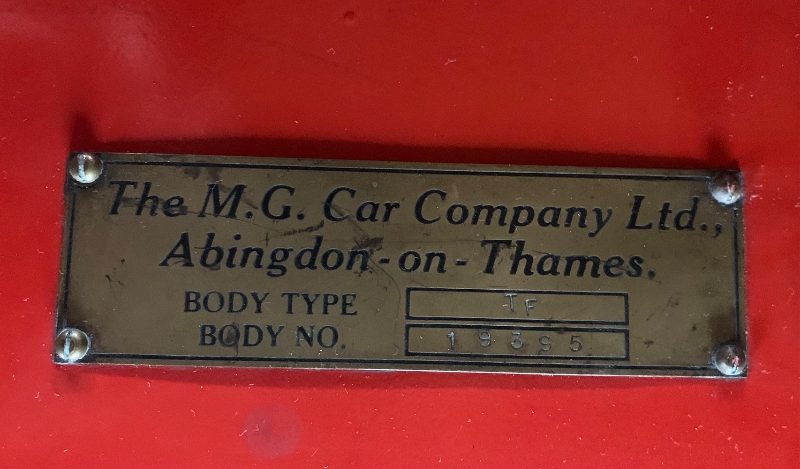 The M.G. Car Company Ltd.,
Abingdon-on-Thames.
BODY TYPE TF
BODY NO. 19395